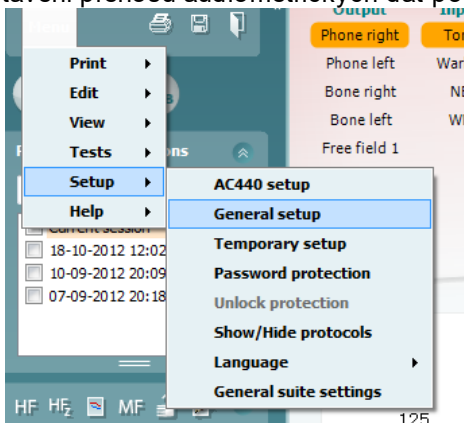 Output
Phone right
Phone left
Bone right
Bone left
Free field 1
Print
Edit
View
Tests
Setup
Help
AC440 setup
General setup
Temporary setup
Password protection
Unlock protection
Show/Hide protocols
Language
General suite settings
Current session
18-10-2012 12:02
10-09-2012 20:09
07-09-2012 20:18
HF HFz MF
125